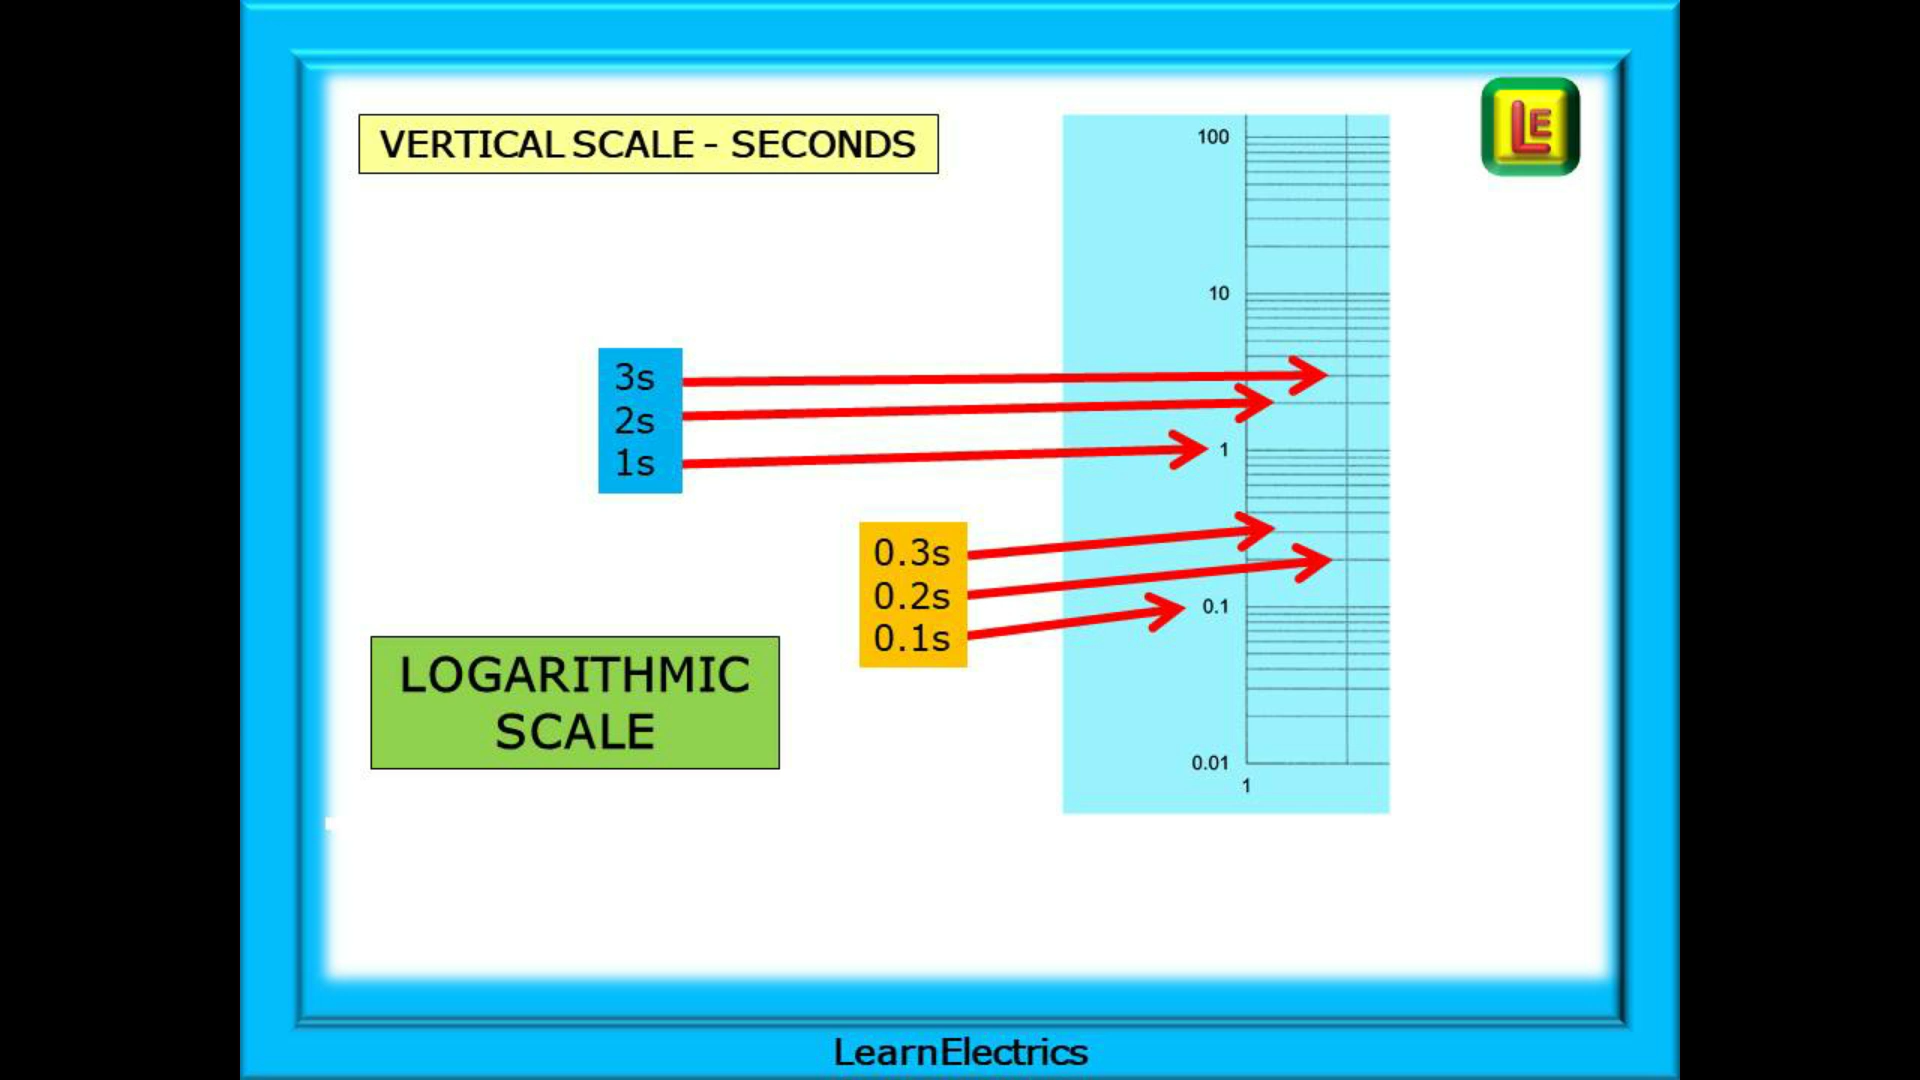 VERTICAL SCALE - SECONDS
LE
100
10
3s
2s
1s
1
0.3s
0.2s
0.1s
0.1
LOGARITHMIC
SCALE
0.01
1
LearnElectrics